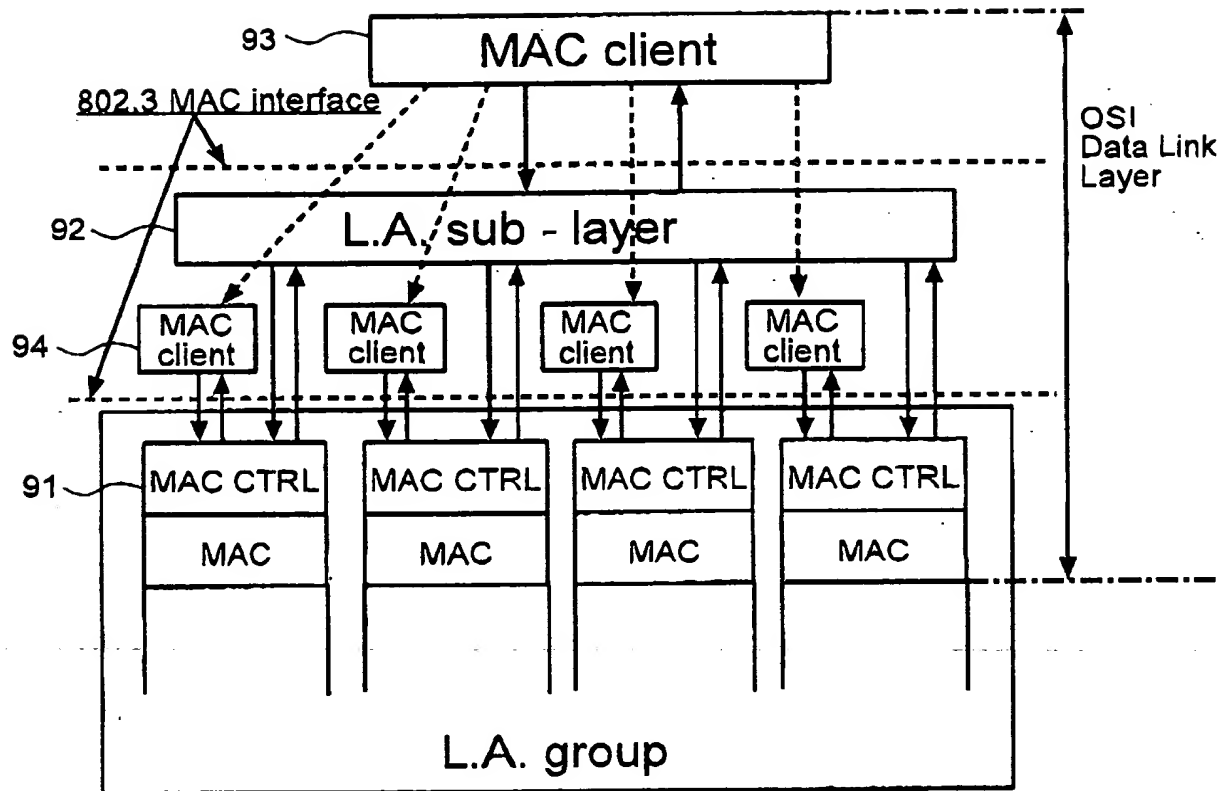 93
MAC client
802.3 MAC interface
OSI
Data Link
Layer
92
L.A. sub - layer
94
MAC
client
MAC
client
MAC
client
MAC
client
91
MAC CTRL
MAC CTRL
MAC CTRL
MAC CTRL
MAC
MAC
MAC
MAC
L.A. group